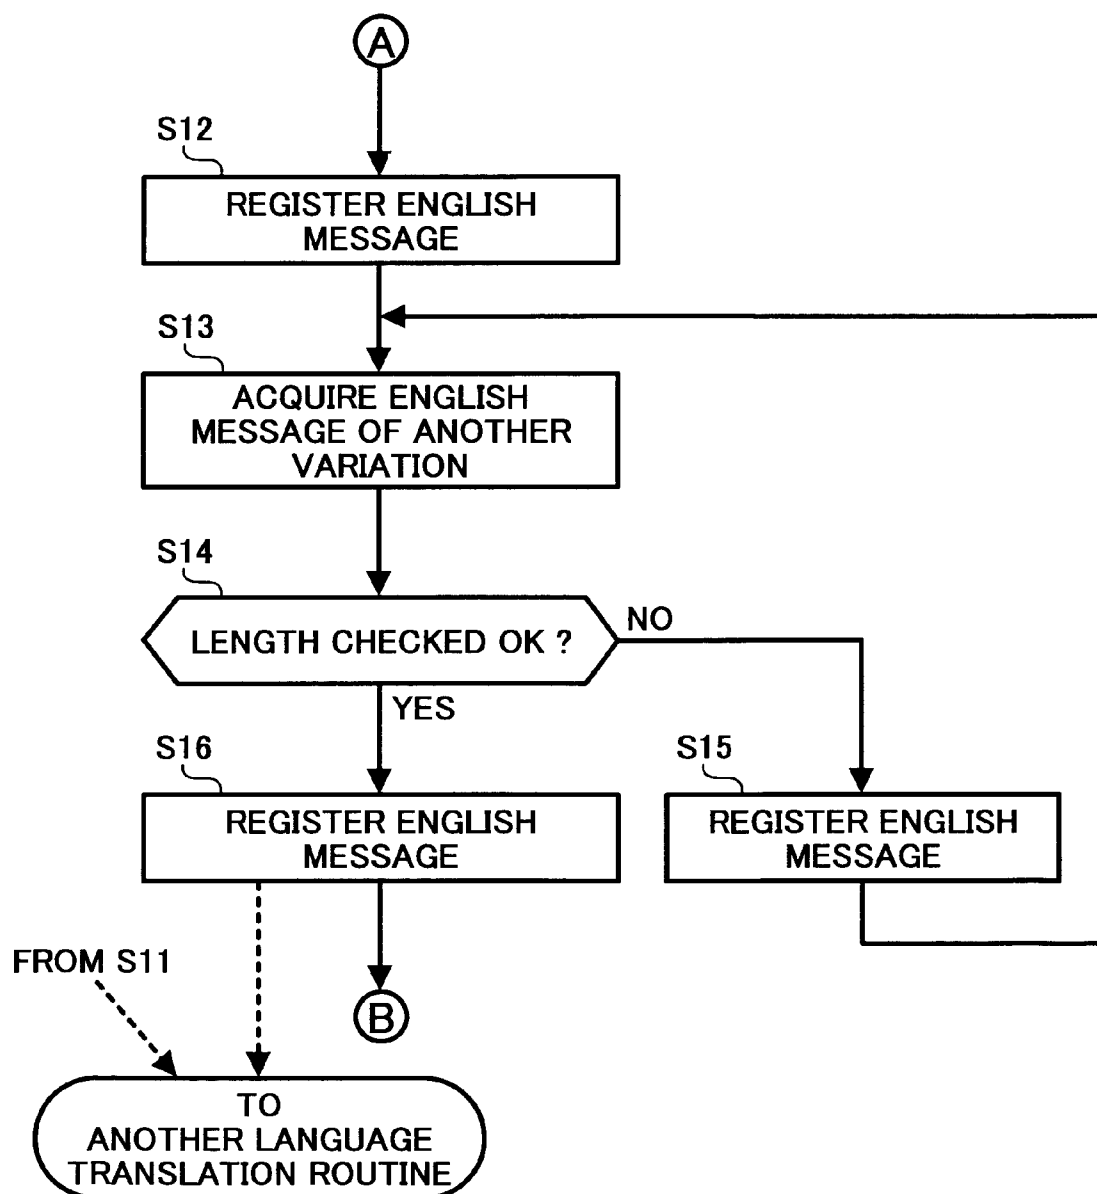 A
S12
REGISTER ENGLISH
MESSAGE
S13
ACQUIRE ENGLISH
MESSAGE OF ANOTHER
VARIATION
S14
LENGTH CHECKED OK ?
NO
YES
S16
REGISTER ENGLISH
MESSAGE
S15
REGISTER ENGLISH
MESSAGE
FROM S11
B
TO
ANOTHER LANGUAGE
TRANSLATION ROUTINE